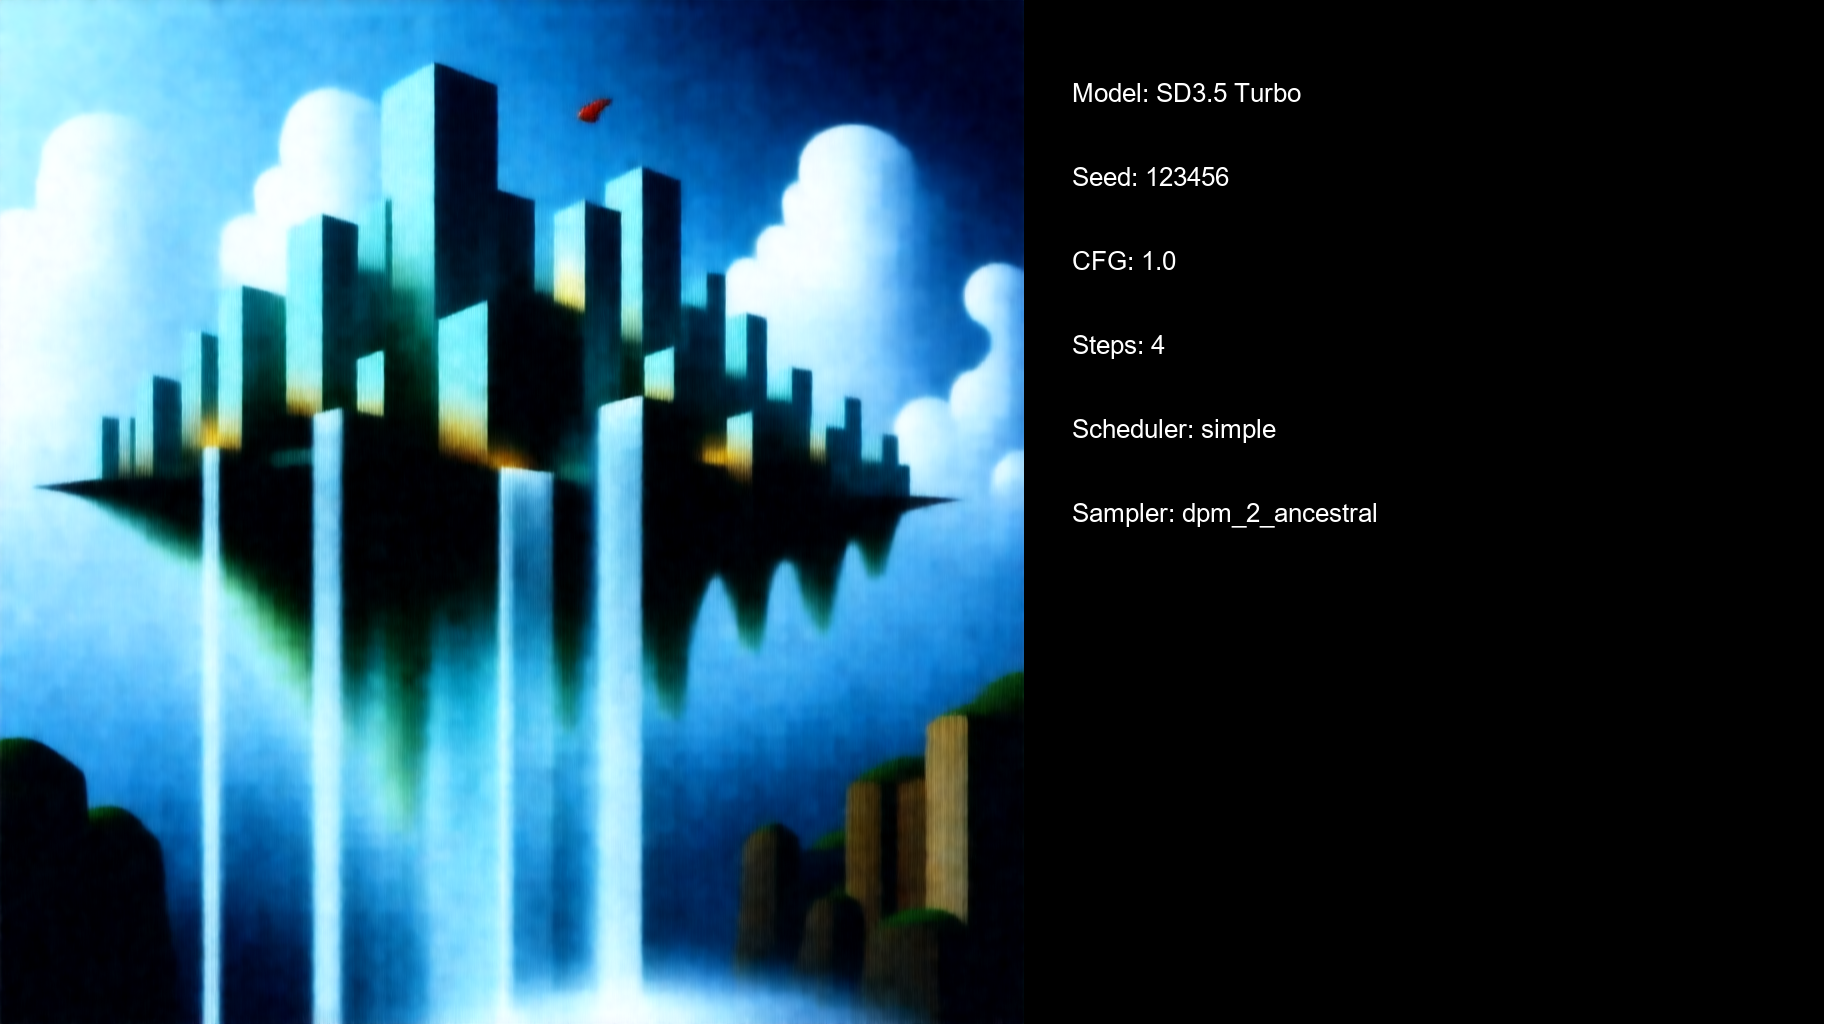 Model: SD3.5 Turbo
Seed: 123456
CFG: 1.0
Steps: 4
Scheduler: simple
Sampler: dpm_2_ancestral